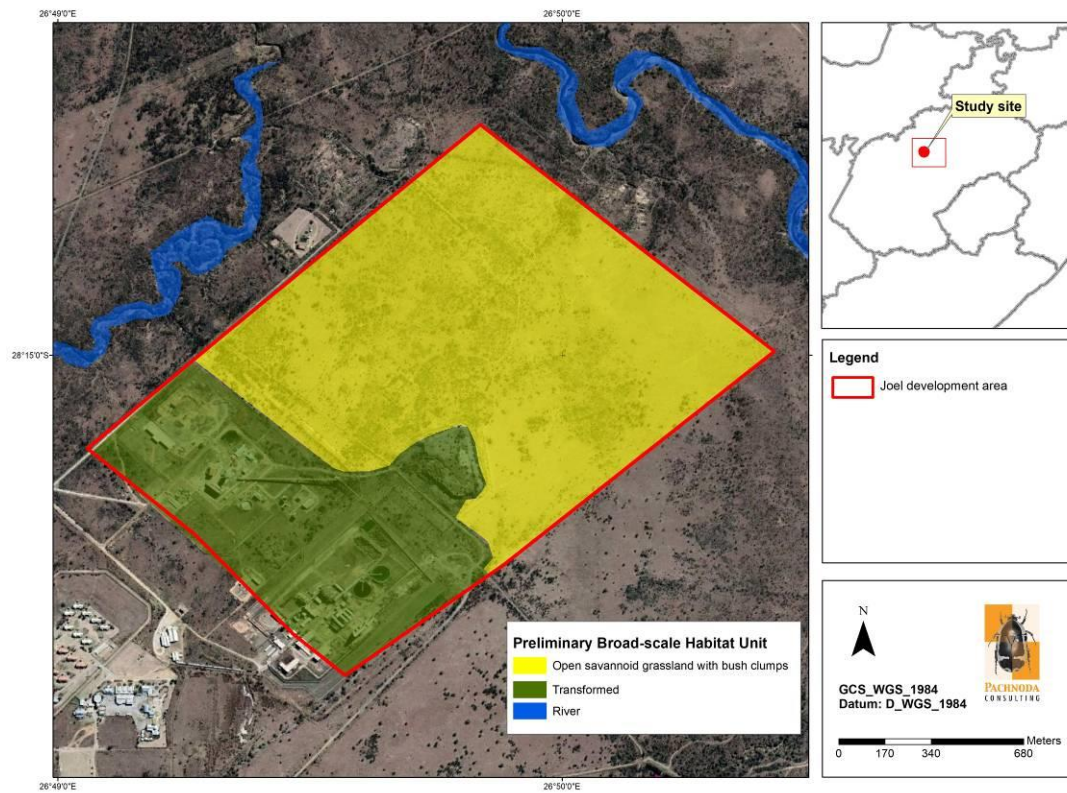 26°49'0"E
26°50'0"E
28°15'0"S
Study site
Legend
Joel development area
Preliminary Broad-scale Habitat Unit
Open savannoid grassland with bush clumps
Transformed
River
N
GCS_WGS_1984
Datum: D_WGS_1984
PACHNODA
CONSULTING
Meters
0 170 340 680
26°49'0"E
26°50'0"E